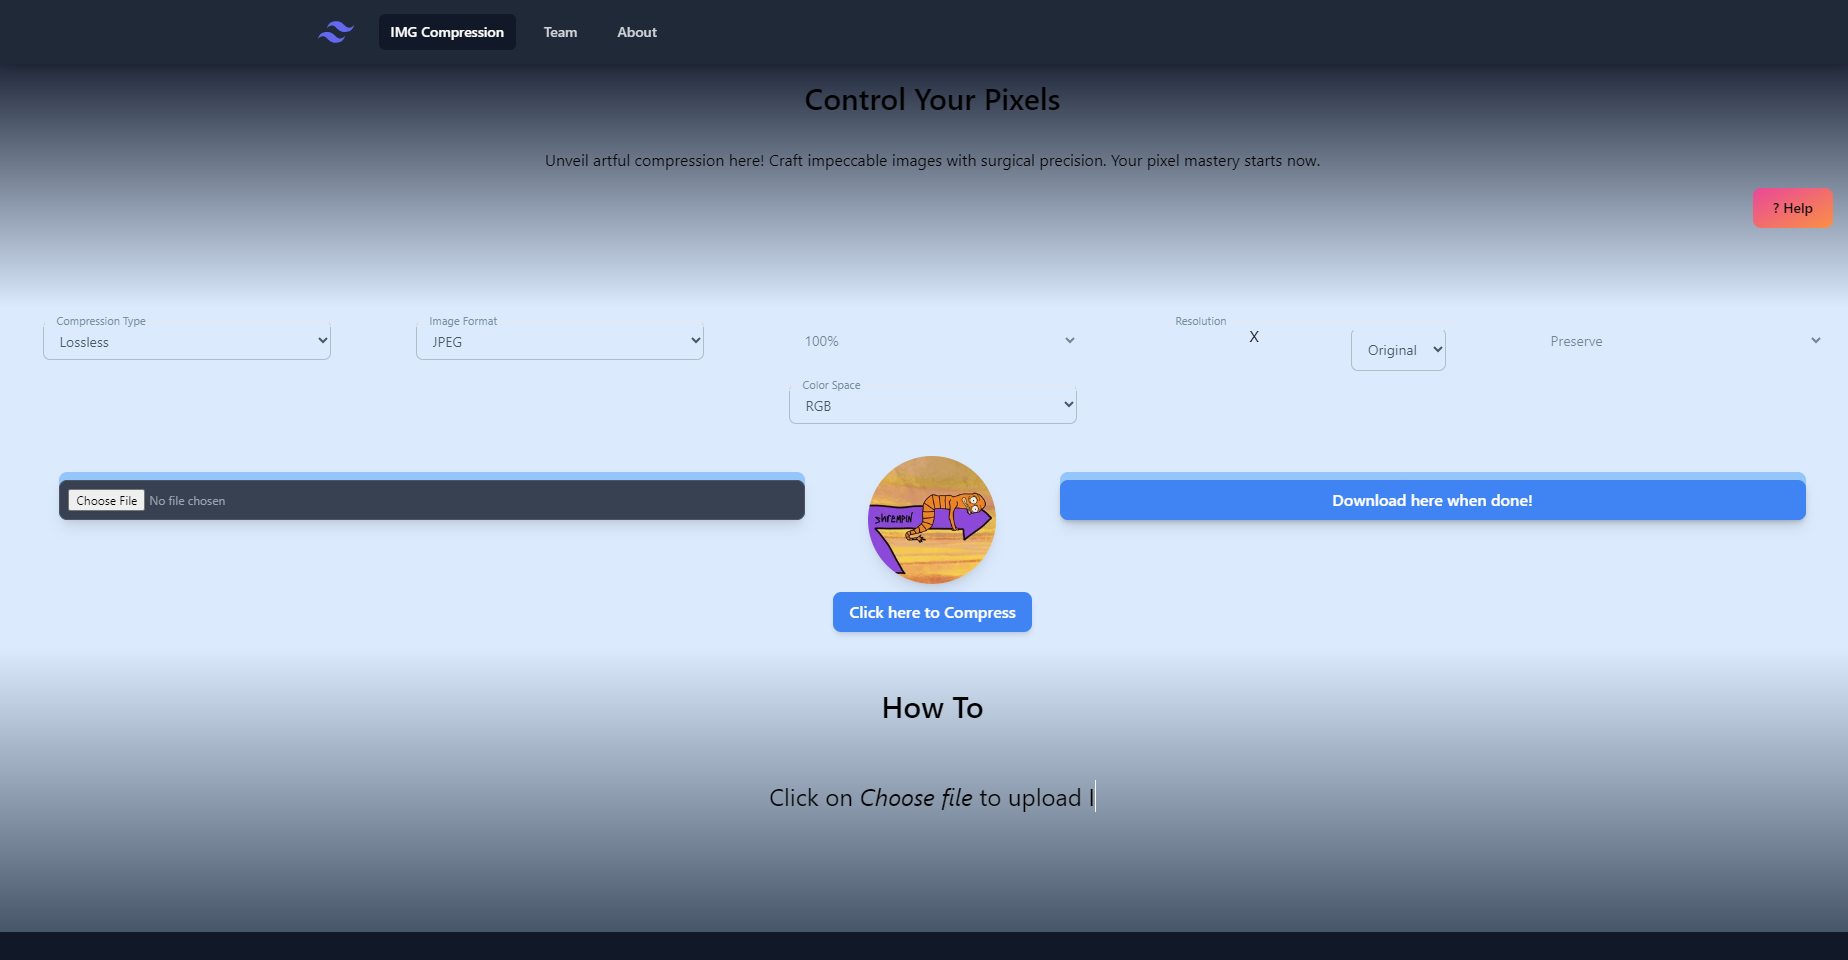 IMG Compression Team About
Control Your Pixels
Unveil artful compression here! Craft impeccable images with surgical precision. Your pixel mastery starts now.
? Help
Compression Type
Lossless
Image Format
JPEG
100%
Resolution
X
Original
Preserve
Color Space
RGB
Choose File No file chosen
shrempin
Download here when done!
Click here to Compress
How To
Click on Choose file to upload I